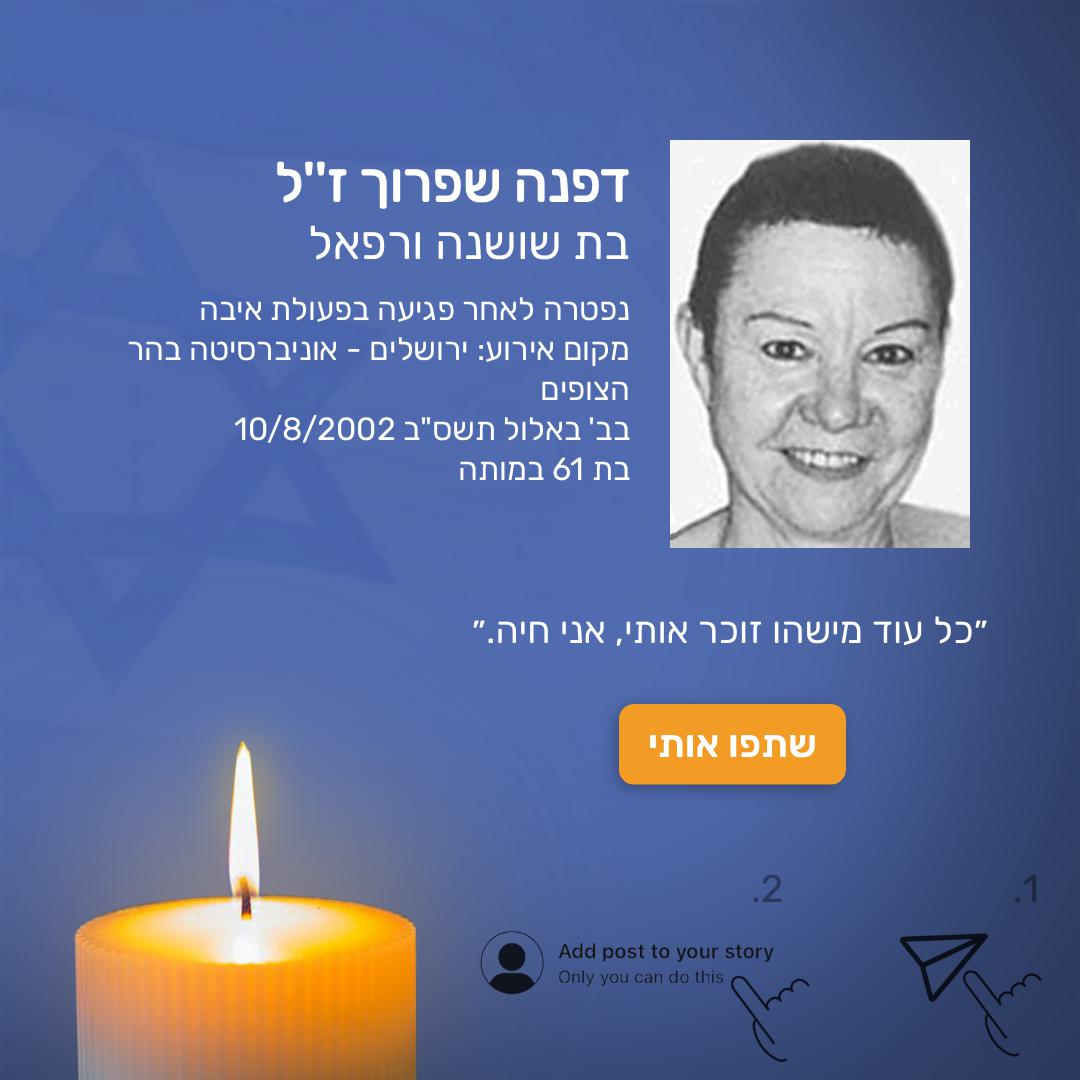 דפנה שפרוך ז"ל
בת שושנה ורפאל
נפטרה לאחר פגיעה בפעולת איבה
מקום אירוע: ירושלים - אוניברסיטה בהר
הצופים
בב' באלול תשס"ב 10/8/2002
בת 61 במותה
״כל עוד מישהו זוכר אותי, אני חיה.״
שתפו אותי
.1
.2
Add post to your story
Only you can do this